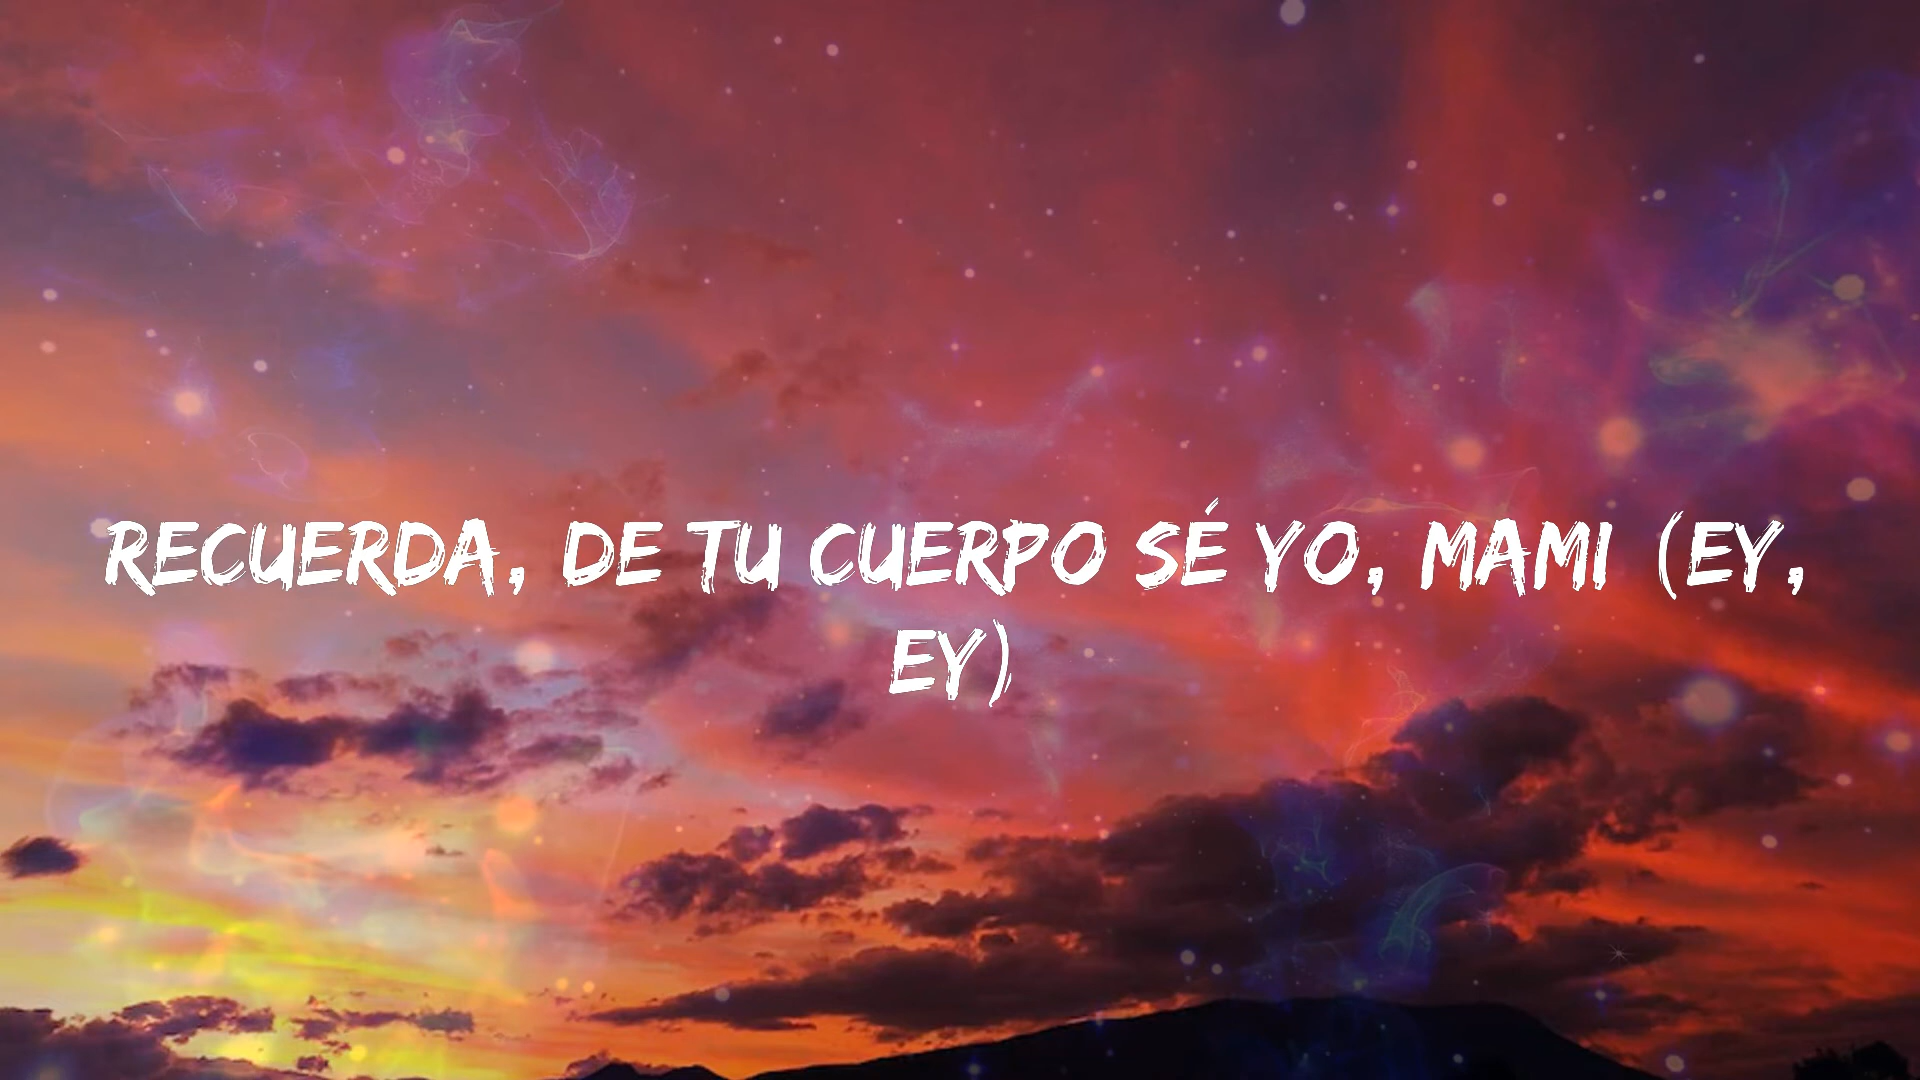 RECUERDA, DE TU CUERPO SÉ YO, MAMI (EY,
EY)